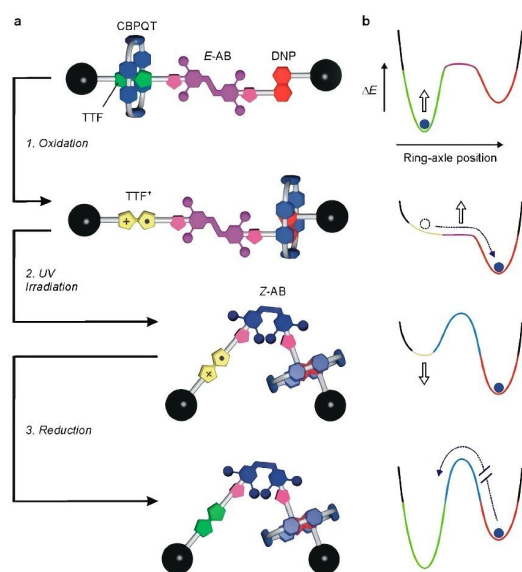 a
b
CBPQT
E-AB
DNP
TTF
ΔE
Ring-axle position
1. Oxidation
TTF⁺
+
2. UV
Irradiation
Z-AB
+
3. Reduction